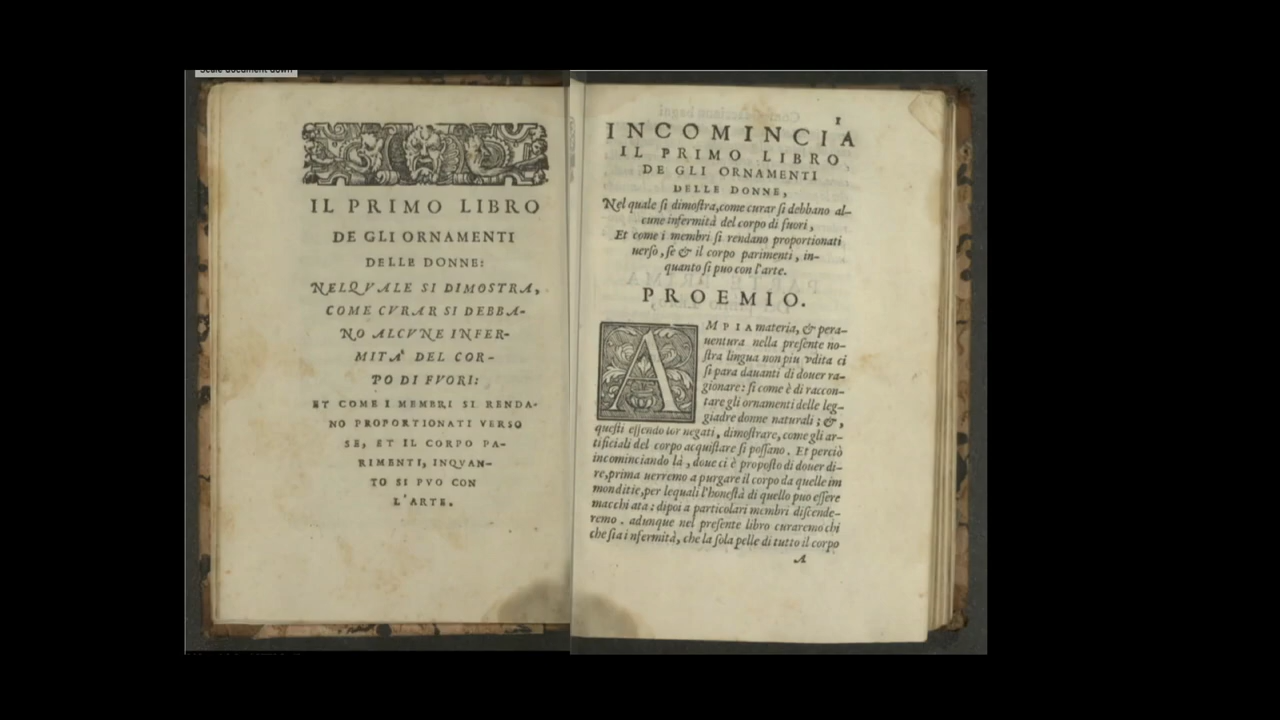 Scale document down
IL PRIMO LIBRO
DE GLI ORNAMENTI
DELLE DONNE:
NELQVALE SI DIMOSTRA,
COME CVRAR SI DEBBA-
NO ALCVNE INFER-
MITA' DEL COR-
PO DI FVORI:
ET COME I MEMBRI SI RENDA-
NO PROPORTIONATI VERSO
SE, ET IL CORPO PA-
RIMENTI, INQVAN-
TO SI PVO CON
L'ARTE.
I
INCOMINCIA
IL PRIMO LIBRO
DE GLI ORNAMENTI
DELLE DONNE,
Nel quale ſi dimoſtra,come curar ſi debbano al-
cune infermità del corpo di fuori,
Et come i membri ſi rendano proportionati
uerſo, ſe & il corpo parimenti, in-
quanto ſi puo con l'arte.
PROEMIO.
AMPIA materia, & pera-
uentura nella preſente no-
ſtra lingua non piu vdita ci
ſi para dauanti di douer ra-
gionare: ſi come è di raccon-
tare gli ornamenti delle leg-
giadre donne naturali; &,
queſti eſſendo lor negati, dimoſtrare, come gli ar-
tificiali del corpo acquiſtare ſi poſſano. Et perciò
incominciando là, doue ci è propoſto di douer di-
re,prima uerremo a purgare il corpo da quelle im
monditie,per lequali l'honeſtà di quello puo eſſere
macchi ata: dipoi a particolari membri diſcende-
remo. adunque nel preſente libro curaremo chi
che ſia i nfermità, che la ſola pelle di tutto il corpo
A